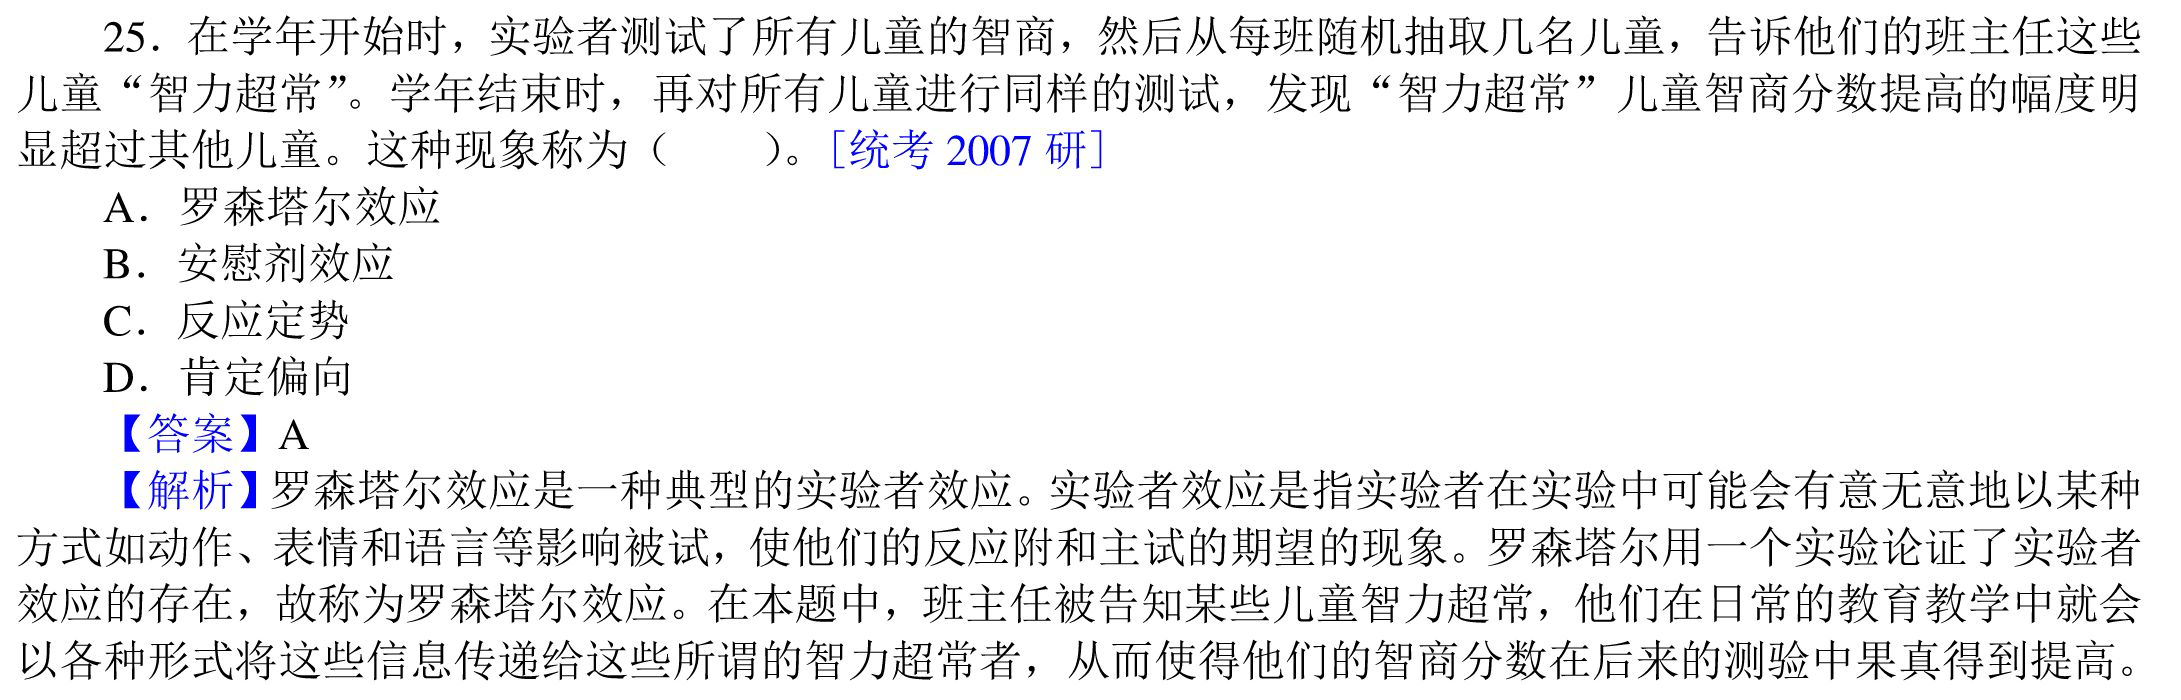 25．在学年开始时，实验者测试了所有儿童的智商，然后从每班随机抽取几名儿童，告诉他们的班主任这些
儿童“智力超常”。学年结束时，再对所有儿童进行同样的测试，发现“智力超常”儿童智商分数提高的幅度明
显超过其他儿童。这种现象称为（　　）。［统考 2007 研］
A．罗森塔尔效应
B．安慰剂效应
C．反应定势
D．肯定偏向
【答案】A
【解析】罗森塔尔效应是一种典型的实验者效应。实验者效应是指实验者在实验中可能会有意无意地以某种
方式如动作、表情和语言等影响被试，使他们的反应附和主试的期望的现象。罗森塔尔用一个实验论证了实验者
效应的存在，故称为罗森塔尔效应。在本题中，班主任被告知某些儿童智力超常，他们在日常的教育教学中就会
以各种形式将这些信息传递给这些所谓的智力超常者，从而使得他们的智商分数在后来的测验中果真得到提高。